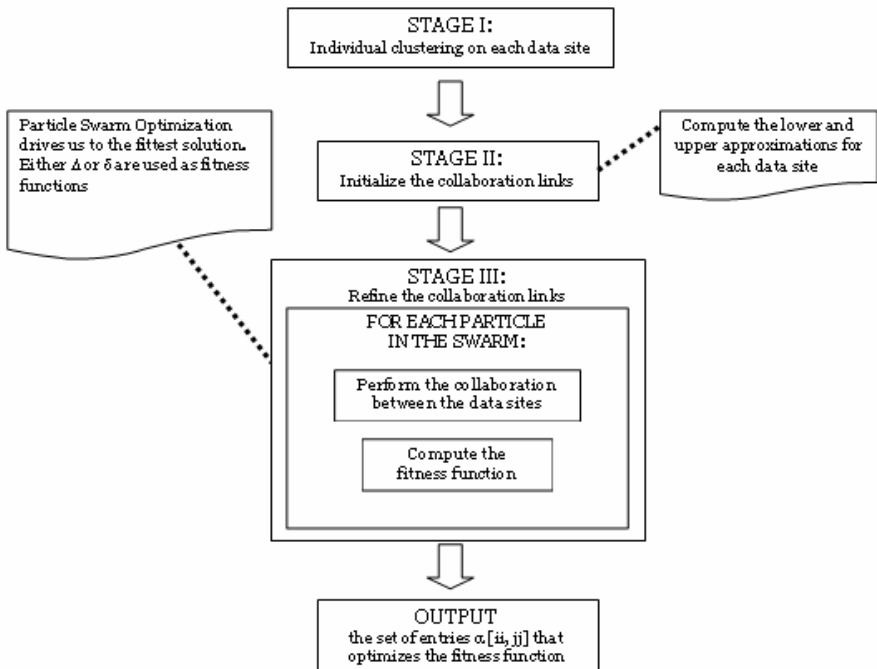 STAGE I:
Individual clustering on each data site
Particle Swarm Optimization
drives us to the fittest solution.
Either Δ or δ are used as fitness
functions
STAGE II:
Initialize the collaboration links
Compute the lower and
upper approximations for
each data site
STAGE III:
Refine the collaboration links
FOR EACH PARTICLE
IN THE SWARM:
Perform the collaboration
between the data sites
Compute the
fitness function
OUTPUT
the set of entries α[ii, jj] that
optimizes the fitness function